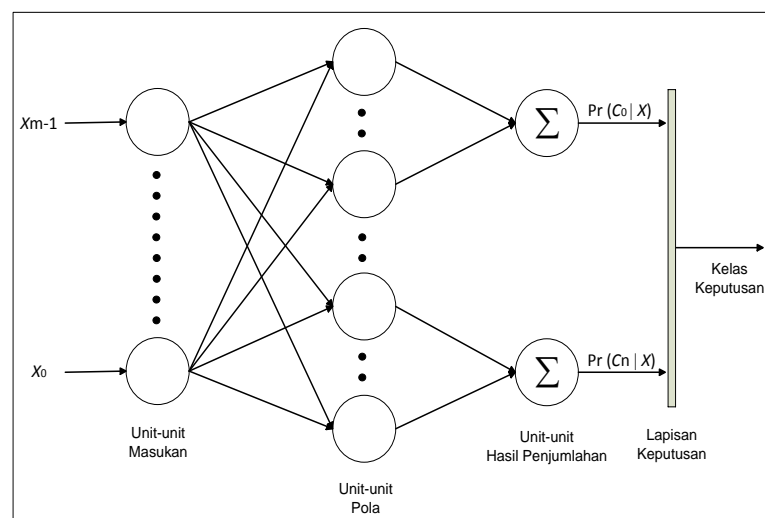 Xm-1
∑
Pr (C0 | X)
Kelas
Keputusan
X0
∑
Pr (Cn | X)
Unit-unit
Masukan
Unit-unit
Pola
Unit-unit
Hasil Penjumlahan
Lapisan
Keputusan